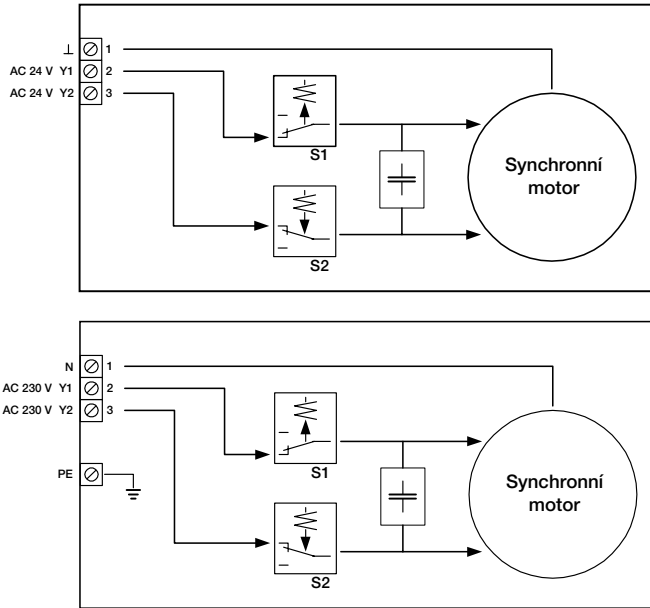 ⊥ 1
AC 24 V Y1 2
AC 24 V Y2 3
S1
S2
Synchronní
motor
N 1
AC 230 V Y1 2
AC 230 V Y2 3
PE
S1
S2
Synchronní
motor